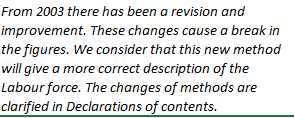 From 2003 there has been a revision and
improvement. These changes cause a break in
the figures. We consider that this new method
will give a more correct description of the
Labour force. The changes of methods are
clarified in Declarations of contents.